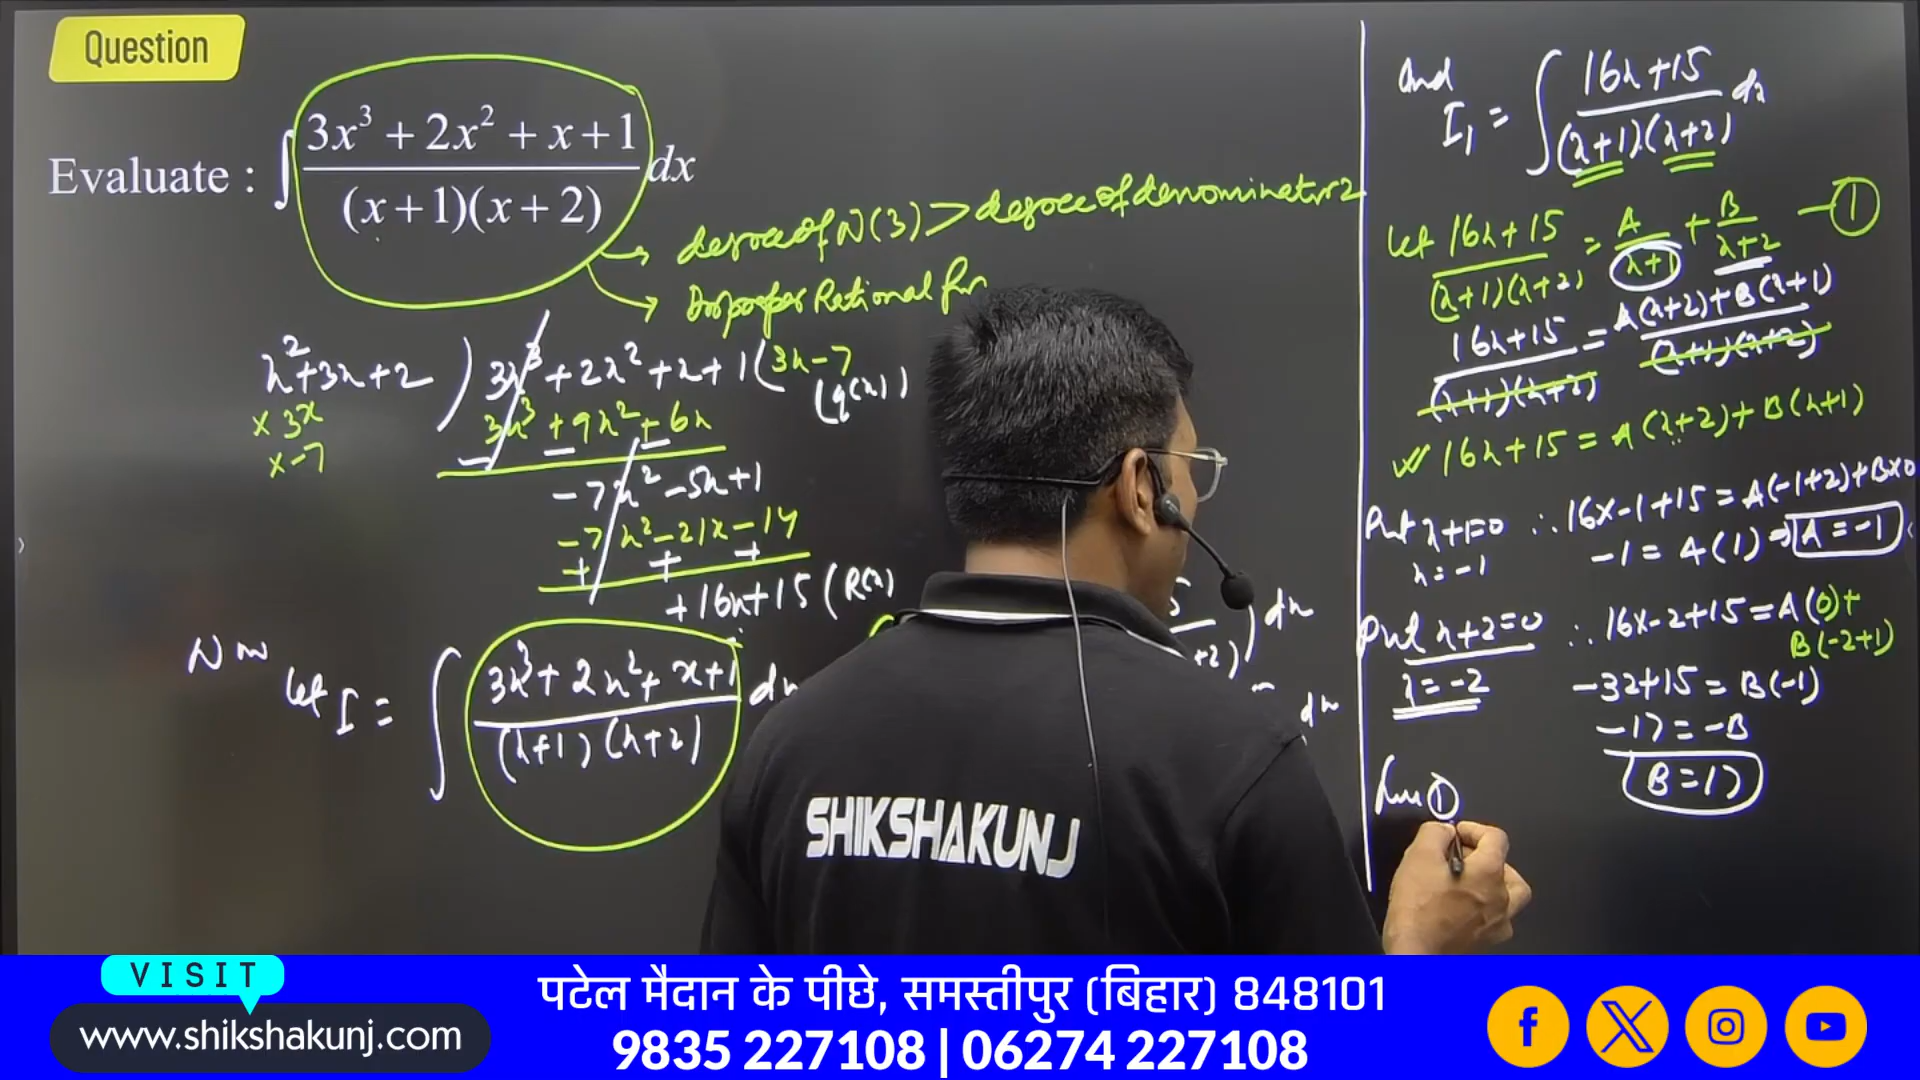 Question
Evaluate : ∫ (3x³ + 2x² + x + 1) / ((x + 1)(x + 2)) dx
→ degree of N(3) > degree of denominator 2
→ Improper Rational fn
x²+3x+2 ) 3x³ + 2x² + x + 1 ( 3x - 7
(q(x))
× 3x
3x³ + 9x² + 6x
− − −
× -7
-7x² - 5x + 1
-7x² - 21x - 14
+ + +
+ 16x + 15 (R(x)
Now
let I = ∫ (3x³ + 2x² + x + 1) / ((x+1)(x+2)) dx
5
+2) ) dx
dx
SHIKSHAKUNJ
And
I₁ = ∫ (16x + 15) / ((x+1)(x+2)) dx
let (16x + 15) / ((x+1)(x+2)) = A/(x+1) + B/(x+2) — ①
(16x + 15) / ((x+1)(x+2)) = (A(x+2) + B(x+1)) / ((x+1)(x+2))
16x + 15 = A(x+2) + B(x+1)
Put x+1=0 ∴ 16×-1+15 = A(-1+2) + B×0
x = -1 -1 = A(1) ⇒ A = -1
Put x+2=0 ∴ 16×-2+15 = A(0)+
B(-2+1)
x = -2 -32+15 = B(-1)
-17 = -B
B = 17
from ①
VISIT
www.shikshakunj.com
पटेल मैदान के पीछे, समस्तीपुर (बिहार) 848101
9835 227108 | 06274 227108